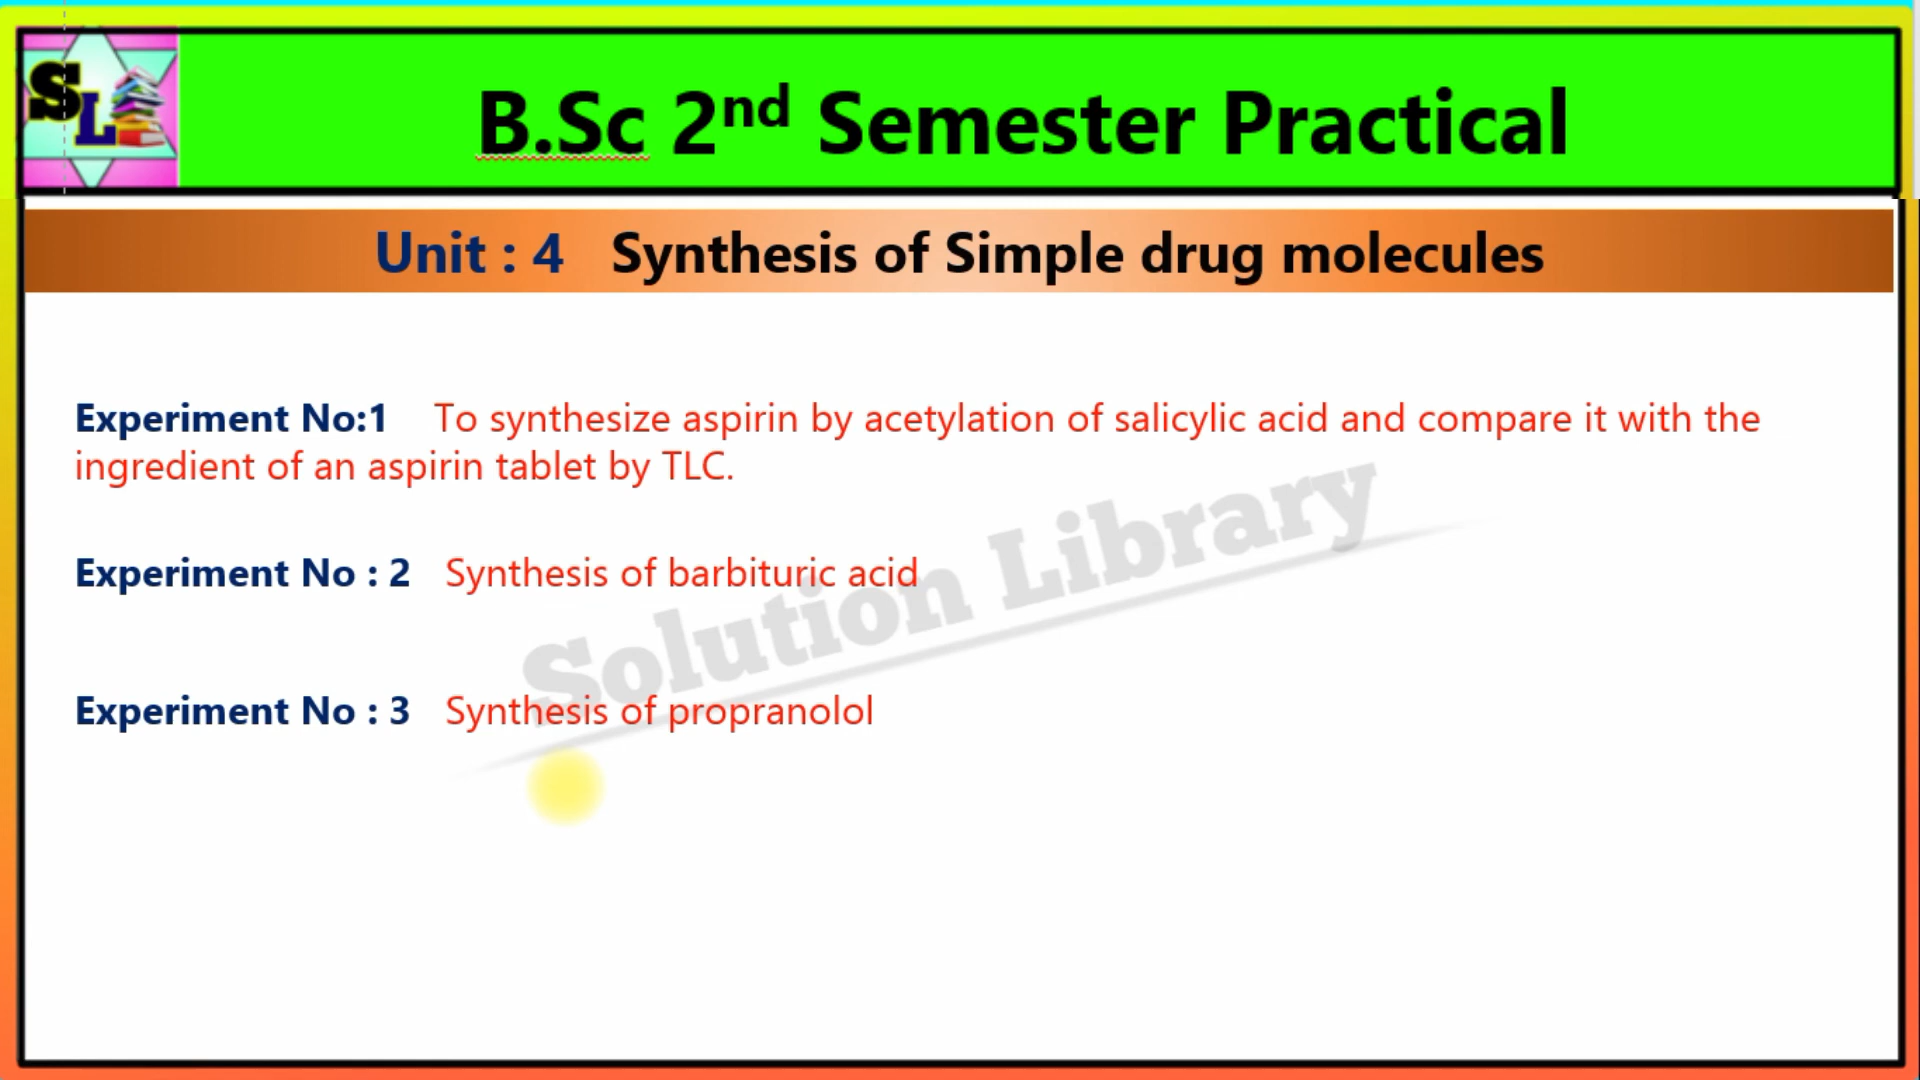 SL
B.Sc 2nd Semester Practical
Unit : 4 Synthesis of Simple drug molecules
Experiment No:1 To synthesize aspirin by acetylation of salicylic acid and compare it with the
ingredient of an aspirin tablet by TLC.
Experiment No : 2 Synthesis of barbituric acid
Experiment No : 3 Synthesis of propranolol
Solution Library